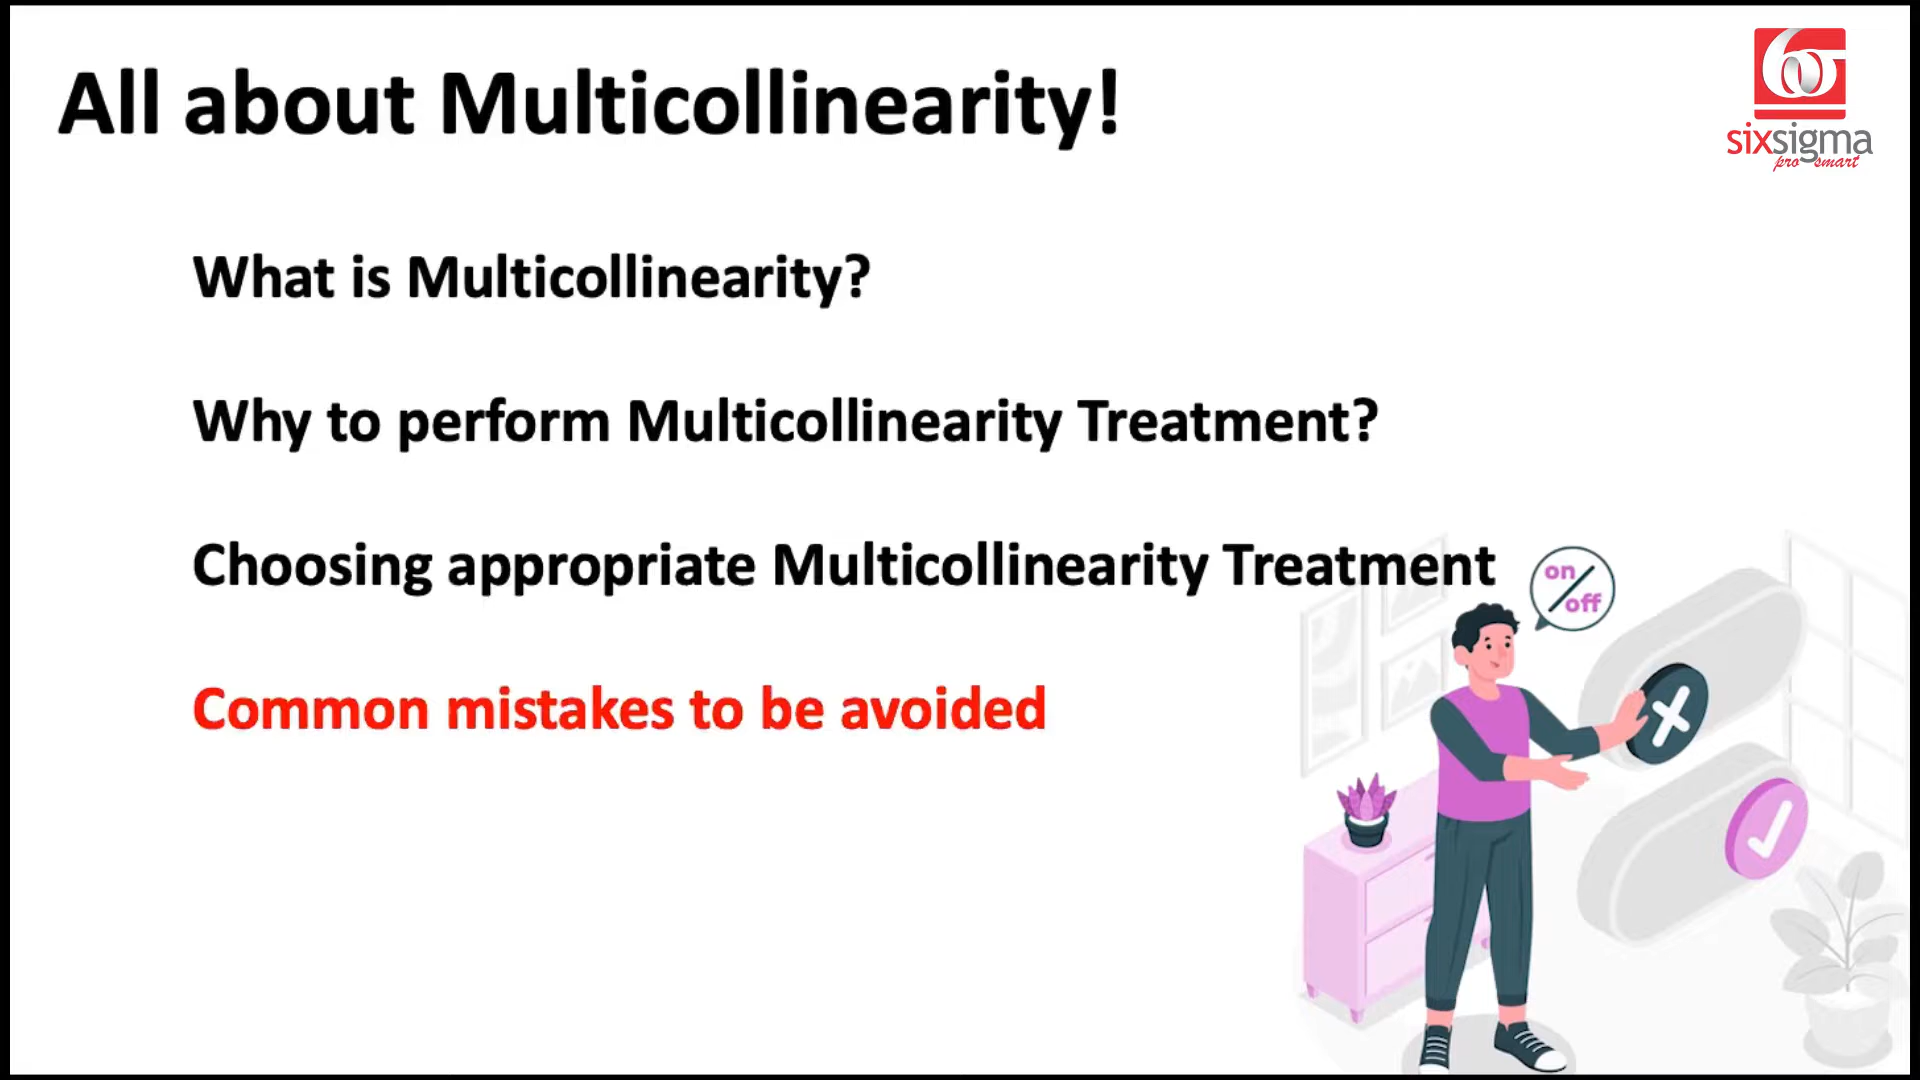 All about Multicollinearity!
sixsigma
pro smart
What is Multicollinearity?
Why to perform Multicollinearity Treatment?
Choosing appropriate Multicollinearity Treatment
on
off
Common mistakes to be avoided